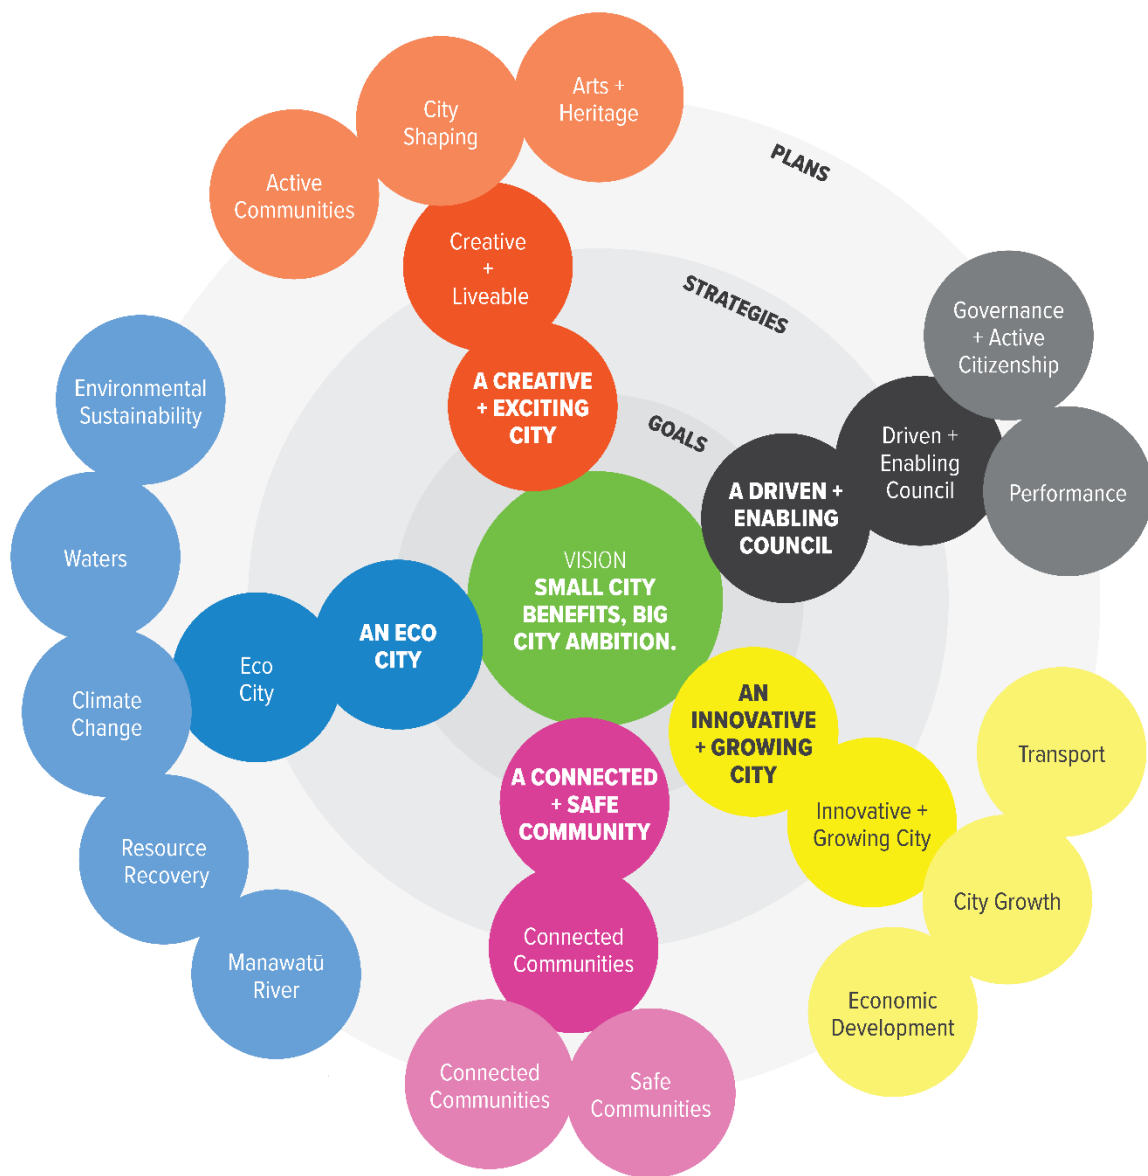 Arts +
Heritage
City
Shaping
Active
Communities
PLANS
Creative
+
Liveable
STRATEGIES
Governance
+ Active
Citizenship
A CREATIVE
+ EXCITING
CITY
GOALS
Driven +
Enabling
Council
Performance
A DRIVEN +
ENABLING
COUNCIL
Environmental
Sustainability
Waters
VISION
SMALL CITY
BENEFITS, BIG
CITY AMBITION.
AN ECO
CITY
Eco
City
Climate
Change
AN
INNOVATIVE
+ GROWING
CITY
Transport
A CONNECTED
+ SAFE
COMMUNITY
Innovative +
Growing City
Resource
Recovery
City Growth
Connected
Communities
Manawatū
River
Economic
Development
Connected
Communities
Safe
Communities